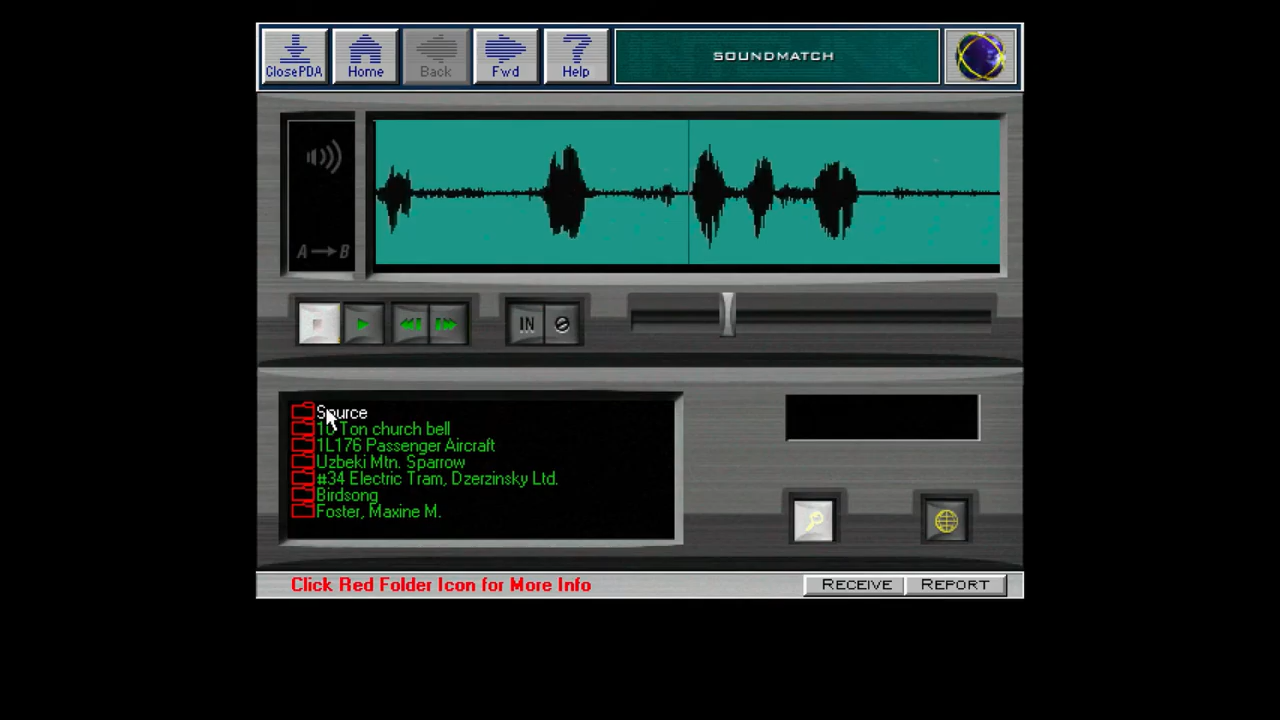 ClosePDA Home Back Fwd Help SOUNDMATCH
A B
IN
Source
10 Ton church bell
1L176 Passenger Aircraft
Uzbeki Mtn. Sparrow
#34 Electric Tram, Dzerzinsky Ltd.
Birdsong
Foster, Maxine M.
Click Red Folder Icon for More Info RECEIVE REPORT